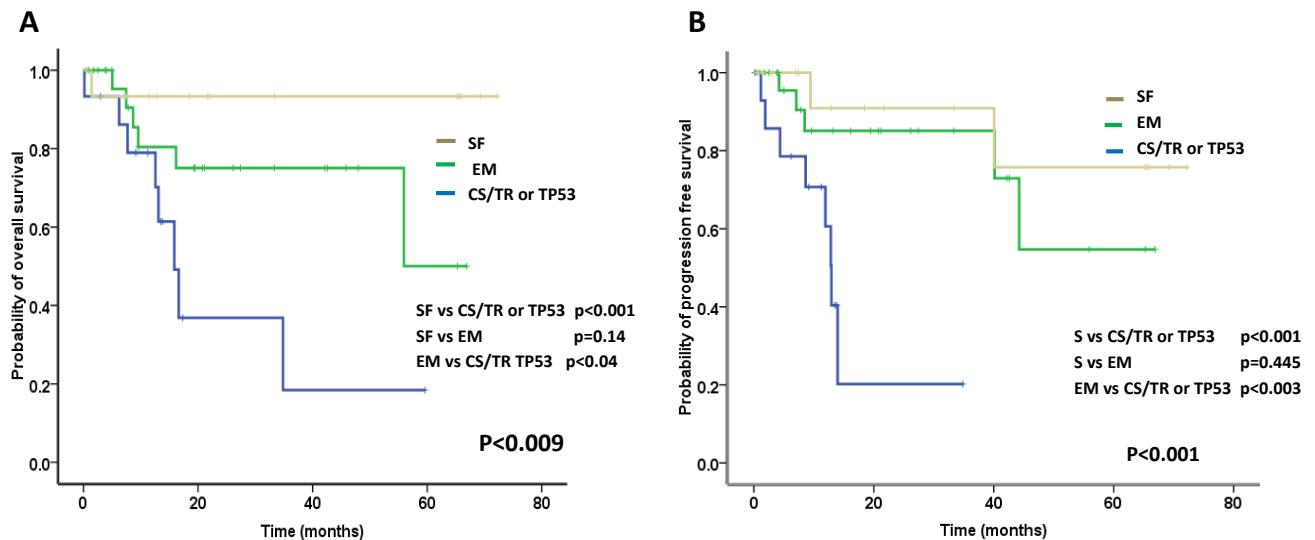 A
Probability of overall survival
1.0
0.8
0.6
0.4
0.2
0.0
0
20
40
60
80
Time (months)
SF
EM
CS/TR or TP53
SF vs CS/TR or TP53 p<0.001
SF vs EM p=0.14
EM vs CS/TR TP53 p<0.04
P<0.009
B
Probability of progression free survival
1.0
0.8
0.6
0.4
0.2
0.0
0
20
40
60
80
Time (months)
SF
EM
CS/TR or TP53
S vs CS/TR or TP53 p<0.001
S vs EM p=0.445
EM vs CS/TR or TP53 p<0.003
P<0.001